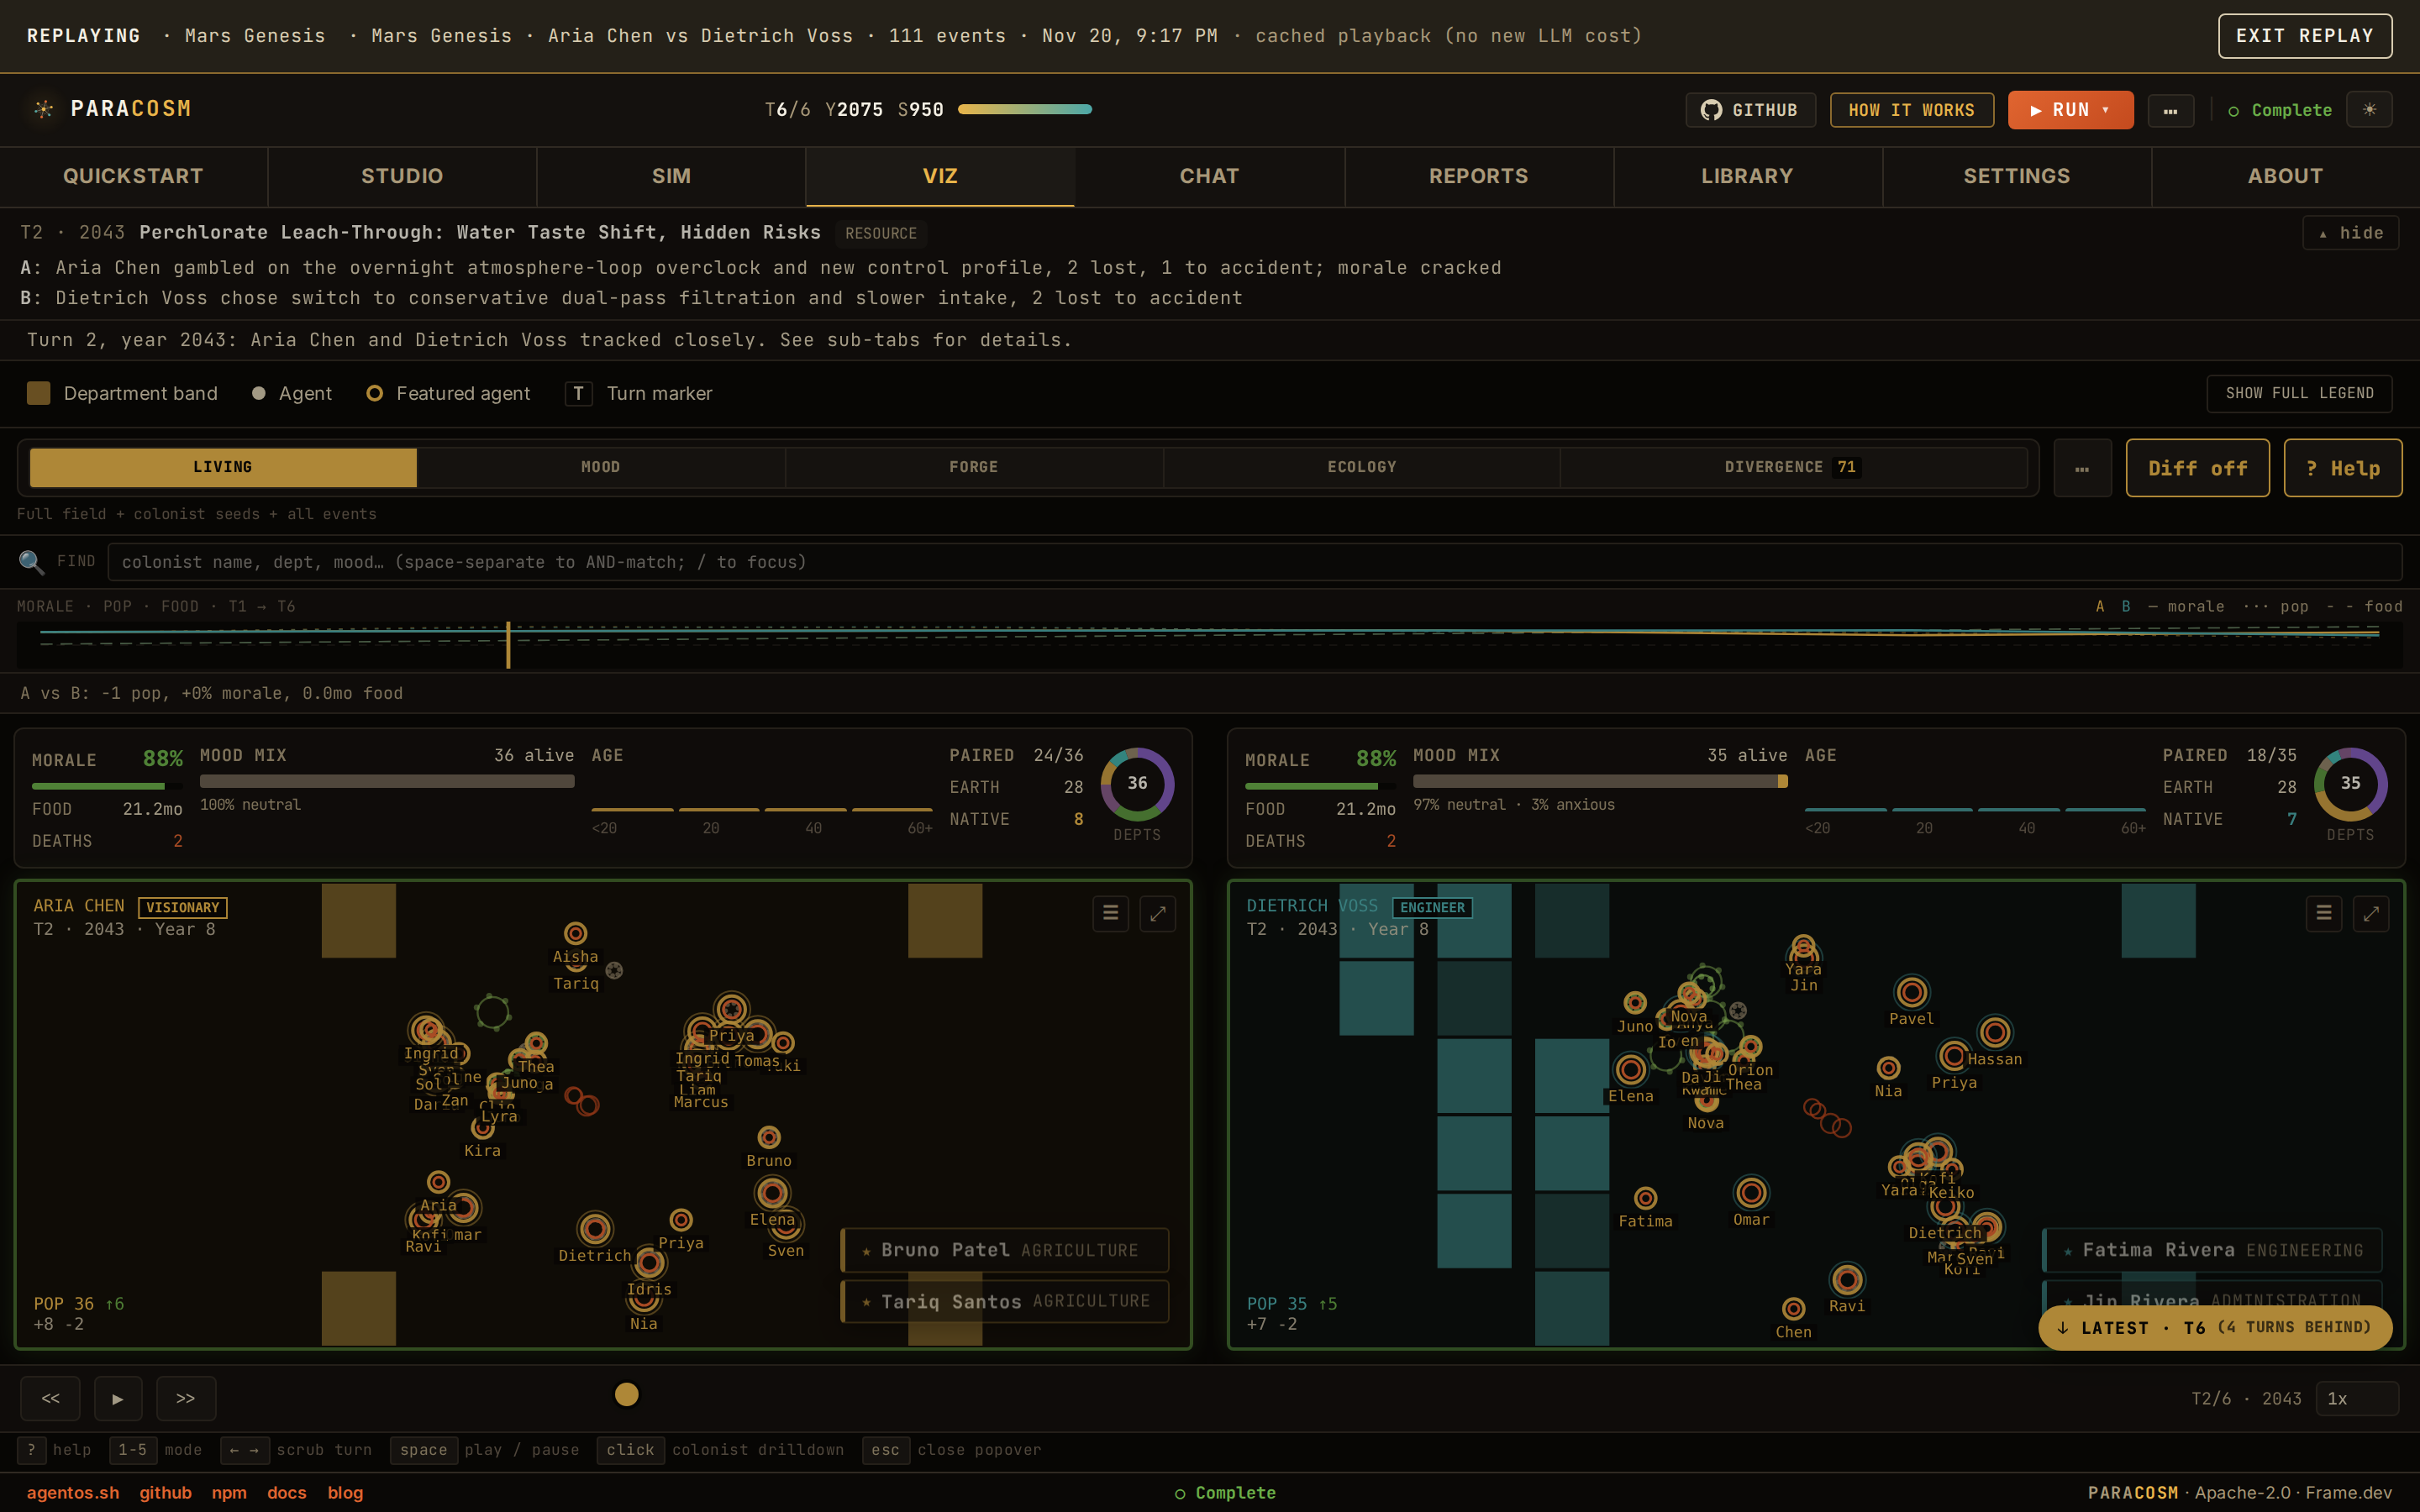 REPLAYING · Mars Genesis · Mars Genesis · Aria Chen vs Dietrich Voss · 111 events · Nov 20, 9:17 PM · cached playback (no new LLM cost)
EXIT REPLAY
PARACOSM
T6/6 Y2075 S950
GITHUB
HOW IT WORKS
▶ RUN ▾
…
○ Complete
QUICKSTART
STUDIO
SIM
VIZ
CHAT
REPORTS
LIBRARY
SETTINGS
ABOUT
T2 · 2043 Perchlorate Leach-Through: Water Taste Shift, Hidden Risks RESOURCE
▴ hide
A: Aria Chen gambled on the overnight atmosphere-loop overclock and new control profile, 2 lost, 1 to accident; morale cracked
B: Dietrich Voss chose switch to conservative dual-pass filtration and slower intake, 2 lost to accident
Turn 2, year 2043: Aria Chen and Dietrich Voss tracked closely. See sub-tabs for details.
Department band
Agent
Featured agent
T Turn marker
SHOW FULL LEGEND
LIVING
MOOD
FORGE
ECOLOGY
DIVERGENCE 71
…
Diff off
? Help
Full field + colonist seeds + all events
FIND
colonist name, dept, mood… (space-separate to AND-match; / to focus)
MORALE · POP · FOOD · T1 → T6
A B — morale ··· pop - - food
A vs B: -1 pop, +0% morale, 0.0mo food
MORALE 88%
FOOD 21.2mo
DEATHS 2
MOOD MIX 36 alive
100% neutral
AGE
<20 20 40 60+
PAIRED 24/36
EARTH 28
NATIVE 8
36
DEPTS
MORALE 88%
FOOD 21.2mo
DEATHS 2
MOOD MIX 35 alive
97% neutral · 3% anxious
AGE
<20 20 40 60+
PAIRED 18/35
EARTH 28
NATIVE 7
35
DEPTS
ARIA CHEN VISIONARY
T2 · 2043 · Year 8
Aisha
Tariq
Priya
Ingrid
Ingrid
Tomas
Thea
Juno
Tariq
Liam
Zan
Marcus
Lyra
Kira
Bruno
Aria
Elena
Ravi
Dietrich
Priya
Sven
Idris
Nia
★ Bruno Patel AGRICULTURE
★ Tariq Santos AGRICULTURE
POP 36 ↑6
+8 -2
DIETRICH VOSS ENGINEER
T2 · 2043 · Year 8
Yara
Jin
Juno
Nova
Pavel
Hassan
Orion
Thea
Priya
Nia
Elena
Nova
Yara
Keiko
Fatima
Omar
Dietrich
Sven
Ravi
Chen
★ Fatima Rivera ENGINEERING
★ Jin Rivera ADMINISTRATION
POP 35 ↑5
+7 -2
↓ LATEST · T6 (4 TURNS BEHIND)
<<
▶
>>
T2/6 · 2043
1x
? help 1-5 mode ← → scrub turn space play / pause click colonist drilldown esc close popover
agentos.sh github npm docs blog
○ Complete
PARACOSM · Apache-2.0 · Frame.dev